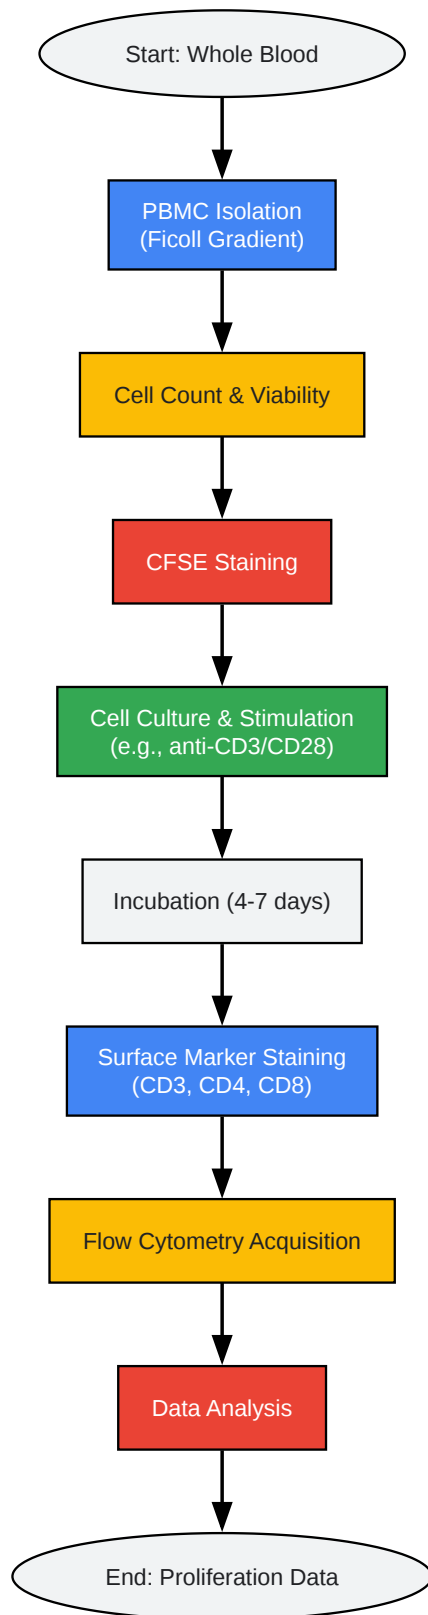 Start: Whole Blood
PBMC Isolation
(Ficoll Gradient)
Cell Count & Viability
CFSE Staining
Cell Culture & Stimulation
(e.g., anti-CD3/CD28)
Incubation (4-7 days)
Surface Marker Staining
(CD3, CD4, CD8)
Flow Cytometry Acquisition
Data Analysis
End: Proliferation Data